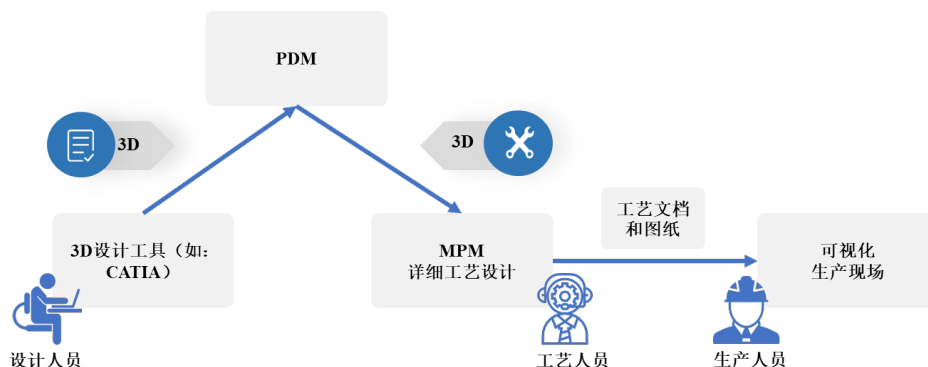 PDM
3D
3D
3D设计工具（如：
CATIA）
MPM
详细工艺设计
工艺文档
和图纸
可视化
生产现场
设计人员
工艺人员
生产人员